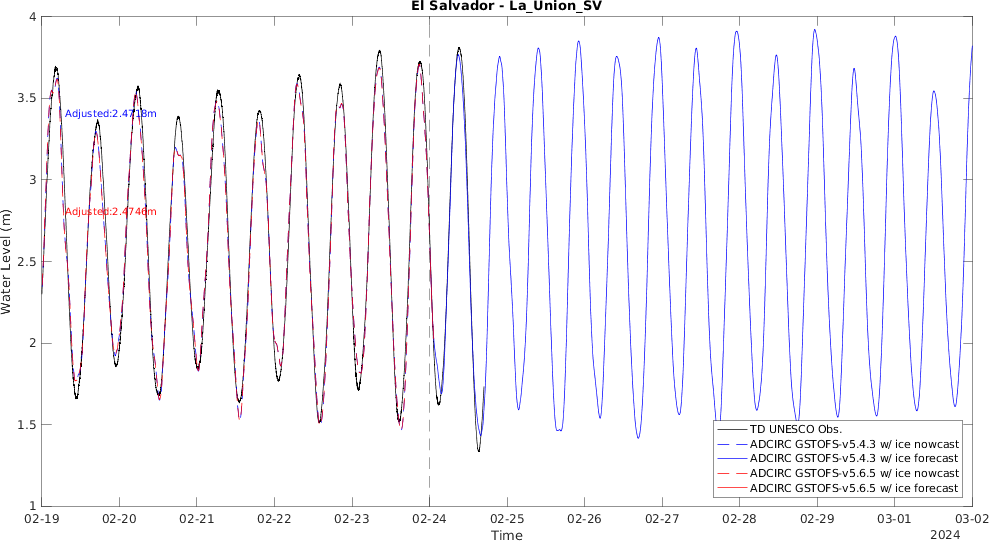 El Salvador - La_Union_SV
4
3.5
3
2.5
2
1.5
1
Water Level (m)
Adjusted:2.4718m
Adjusted:2.4746m
TD UNESCO Obs.
ADCIRC GSTOFS-v5.4.3 w/ ice nowcast
ADCIRC GSTOFS-v5.4.3 w/ ice forecast
ADCIRC GSTOFS-v5.6.5 w/ ice nowcast
ADCIRC GSTOFS-v5.6.5 w/ ice forecast
02-19 02-20 02-21 02-22 02-23 02-24 02-25 02-26 02-27 02-28 02-29 03-01 03-02
Time
2024